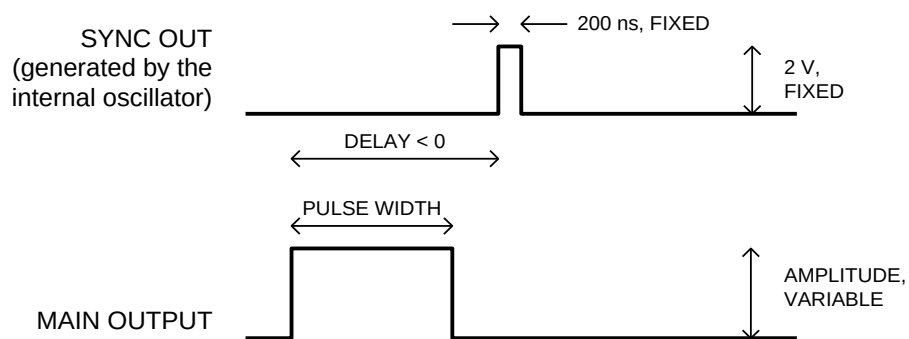 SYNC OUT
(generated by the
internal oscillator)
200 ns, FIXED
2 V,
FIXED
DELAY < 0
PULSE WIDTH
MAIN OUTPUT
AMPLITUDE,
VARIABLE